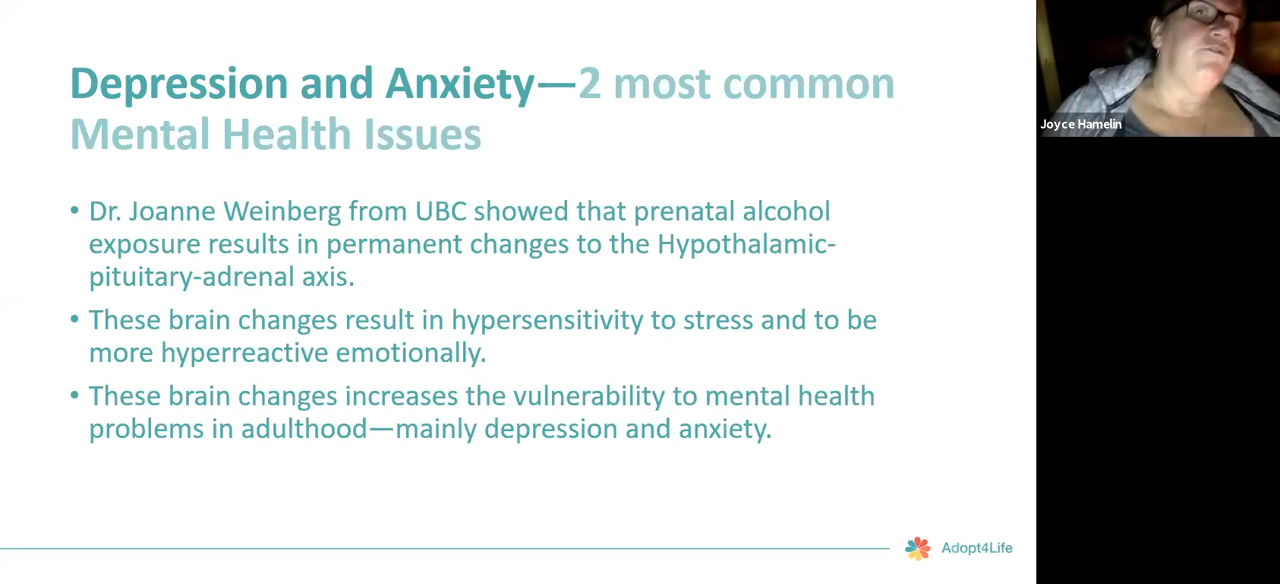 Depression and Anxiety—2 most common
Mental Health Issues
• Dr. Joanne Weinberg from UBC showed that prenatal alcohol
exposure results in permanent changes to the Hypothalamic-
pituitary-adrenal axis.
• These brain changes result in hypersensitivity to stress and to be
more hyperreactive emotionally.
• These brain changes increases the vulnerability to mental health
problems in adulthood—mainly depression and anxiety.
Adopt4Life
Joyce Hamelin